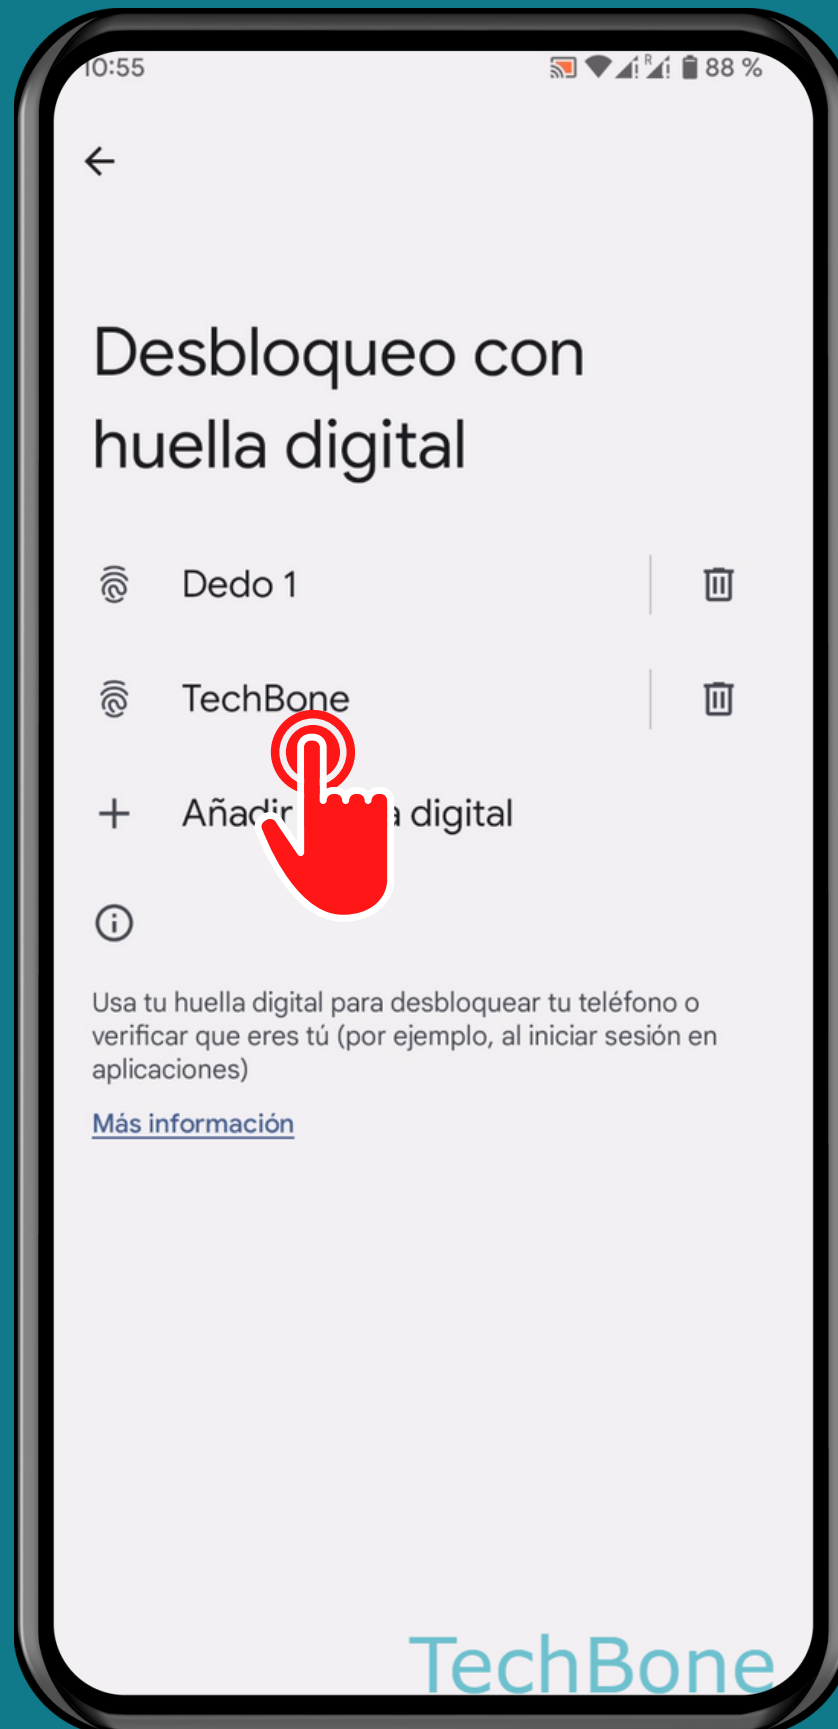 10:55 R 88 %
Desbloqueo con
huella digital
Dedo 1
TechBone
Añadir digital
Usa tu huella digital para desbloquear tu teléfono o
verificar que eres tú (por ejemplo, al iniciar sesión en
aplicaciones)
Más información
TechBone